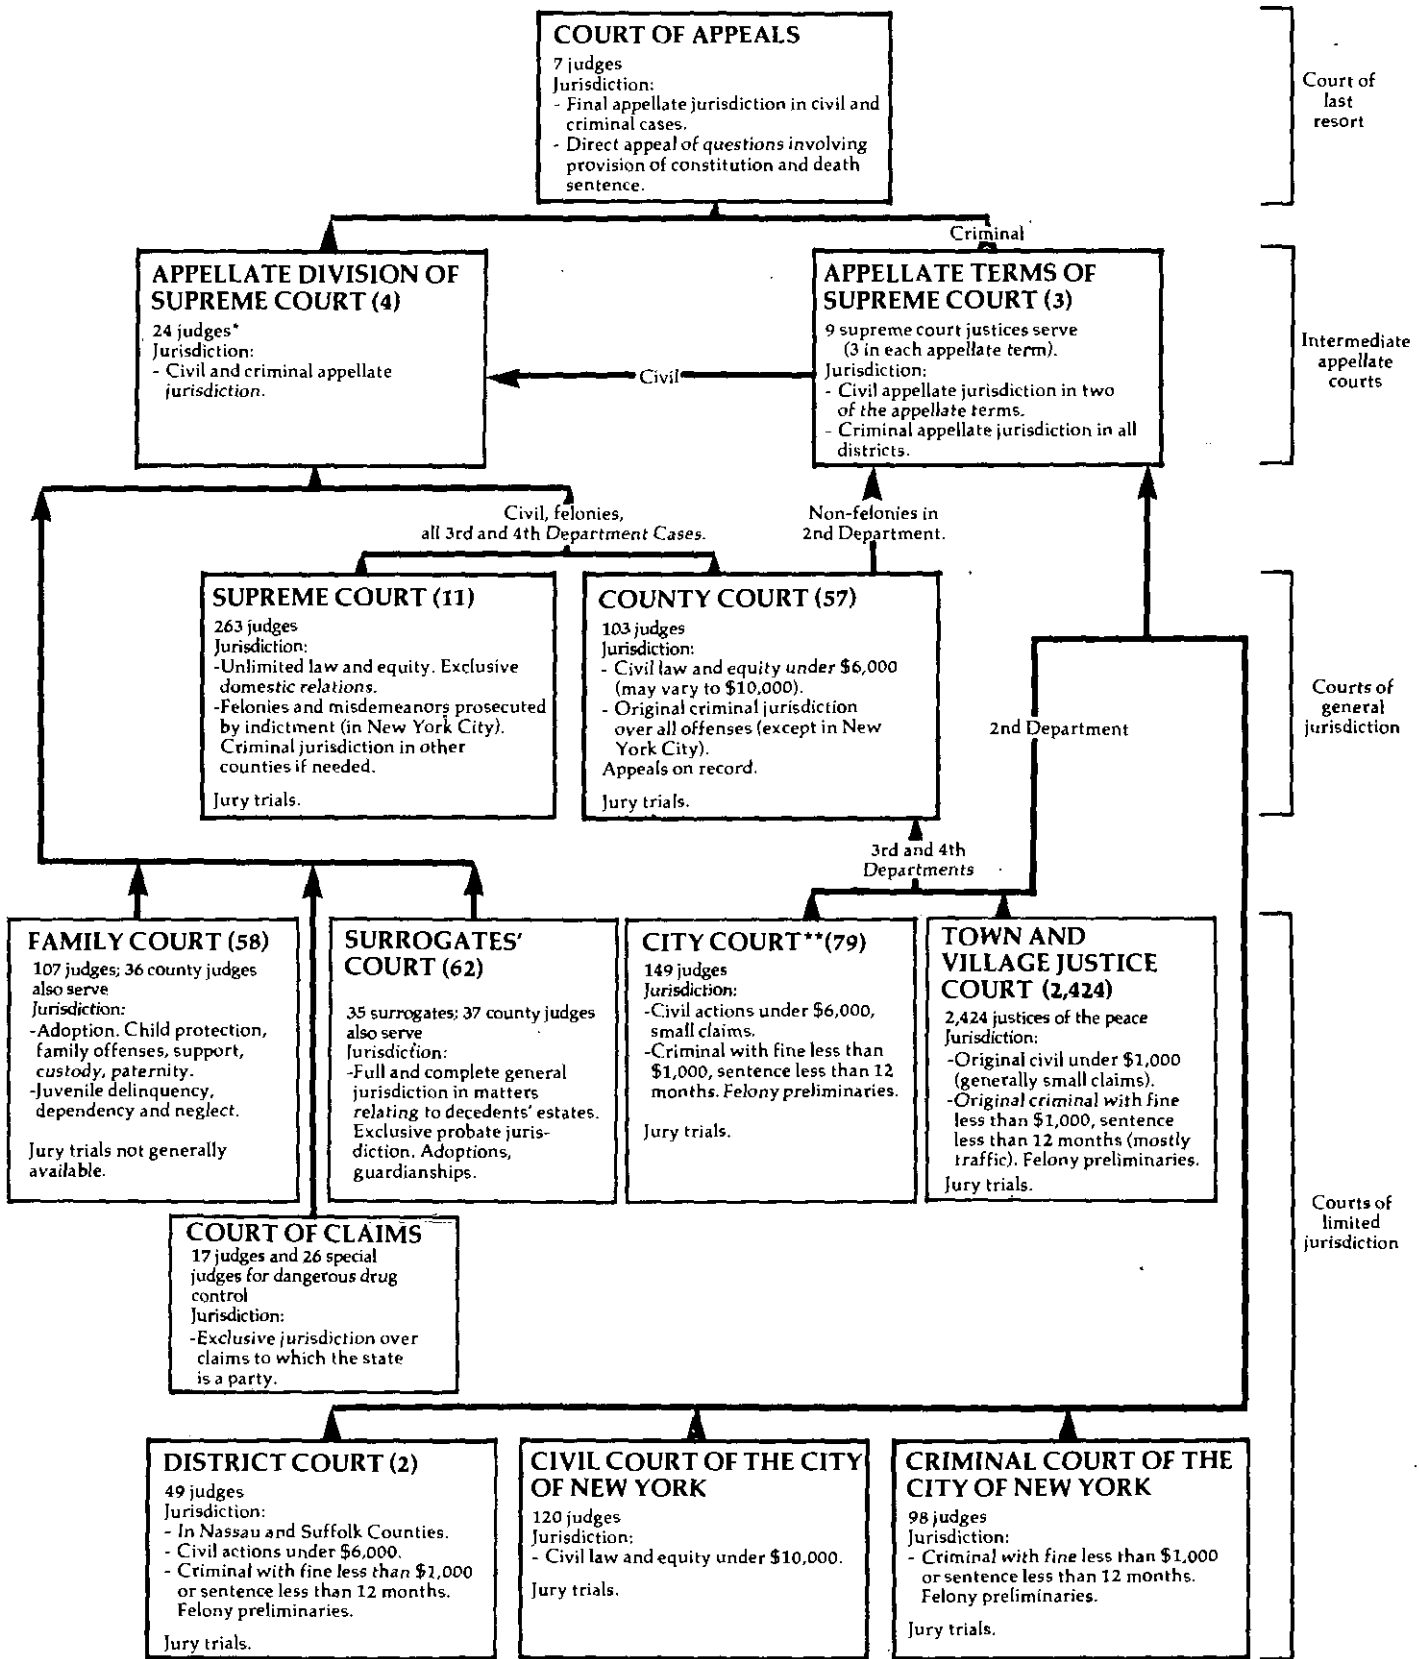 COURT OF APPEALS
7 judges
Jurisdiction:
- Final appellate jurisdiction in civil and
criminal cases.
- Direct appeal of questions involving
provision of constitution and death
sentence.
Court of
last
resort
Criminal
APPELLATE DIVISION OF
SUPREME COURT (4)
24 judges*
Jurisdiction:
- Civil and criminal appellate
jurisdiction.
Civil
APPELLATE TERMS OF
SUPREME COURT (3)
9 supreme court justices serve
(3 in each appellate term).
Jurisdiction:
- Civil appellate jurisdiction in two
of the appellate terms.
- Criminal appellate jurisdiction in all
districts.
Intermediate
appellate
courts
Civil, felonies,
all 3rd and 4th Department Cases.
Non-felonies in
2nd Department.
SUPREME COURT (11)
263 judges
Jurisdiction:
-Unlimited law and equity. Exclusive
domestic relations.
-Felonies and misdemeanors prosecuted
by indictment (in New York City).
Criminal jurisdiction in other
counties if needed.
Jury trials.
COUNTY COURT (57)
103 judges
Jurisdiction:
- Civil law and equity under $6,000
(may vary to $10,000).
- Original criminal jurisdiction
over all offenses (except in New
York City).
Appeals on record.
Jury trials.
2nd Department
Courts of
general
jurisdiction
3rd and 4th
Departments
FAMILY COURT (58)
107 judges; 36 county judges
also serve
Jurisdiction:
-Adoption. Child protection,
family offenses, support,
custody, paternity.
-Juvenile delinquency,
dependency and neglect.
Jury trials not generally
available.
SURROGATES'
COURT (62)
35 surrogates; 37 county judges
also serve
Jurisdiction:
-Full and complete general
jurisdiction in matters
relating to decedents' estates.
Exclusive probate juris-
diction. Adoptions,
guardianships.
CITY COURT**(79)
149 judges
Jurisdiction:
-Civil actions under $6,000,
small claims.
-Criminal with fine less than
$1,000, sentence less than 12
months. Felony preliminaries.
Jury trials.
TOWN AND
VILLAGE JUSTICE
COURT (2,424)
2,424 justices of the peace
Jurisdiction:
-Original civil under $1,000
(generally small claims).
-Original criminal with fine
less than $1,000, sentence
less than 12 months (mostly
traffic). Felony preliminaries.
Jury trials.
COURT OF CLAIMS
17 judges and 26 special
judges for dangerous drug
control
Jurisdiction:
-Exclusive jurisdiction over
claims to which the state
is a party.
Courts of
limited
jurisdiction
DISTRICT COURT (2)
49 judges
Jurisdiction:
- In Nassau and Suffolk Counties.
- Civil actions under $6,000.
- Criminal with fine less than $1,000
or sentence less than 12 months.
Felony preliminaries.
Jury trials.
CIVIL COURT OF THE CITY
OF NEW YORK
120 judges
Jurisdiction:
- Civil law and equity under $10,000.
Jury trials.
CRIMINAL COURT OF THE
CITY OF NEW YORK
98 judges
Jurisdiction:
- Criminal with fine less than $1,000
or sentence less than 12 months.
Felony preliminaries.
Jury trials.